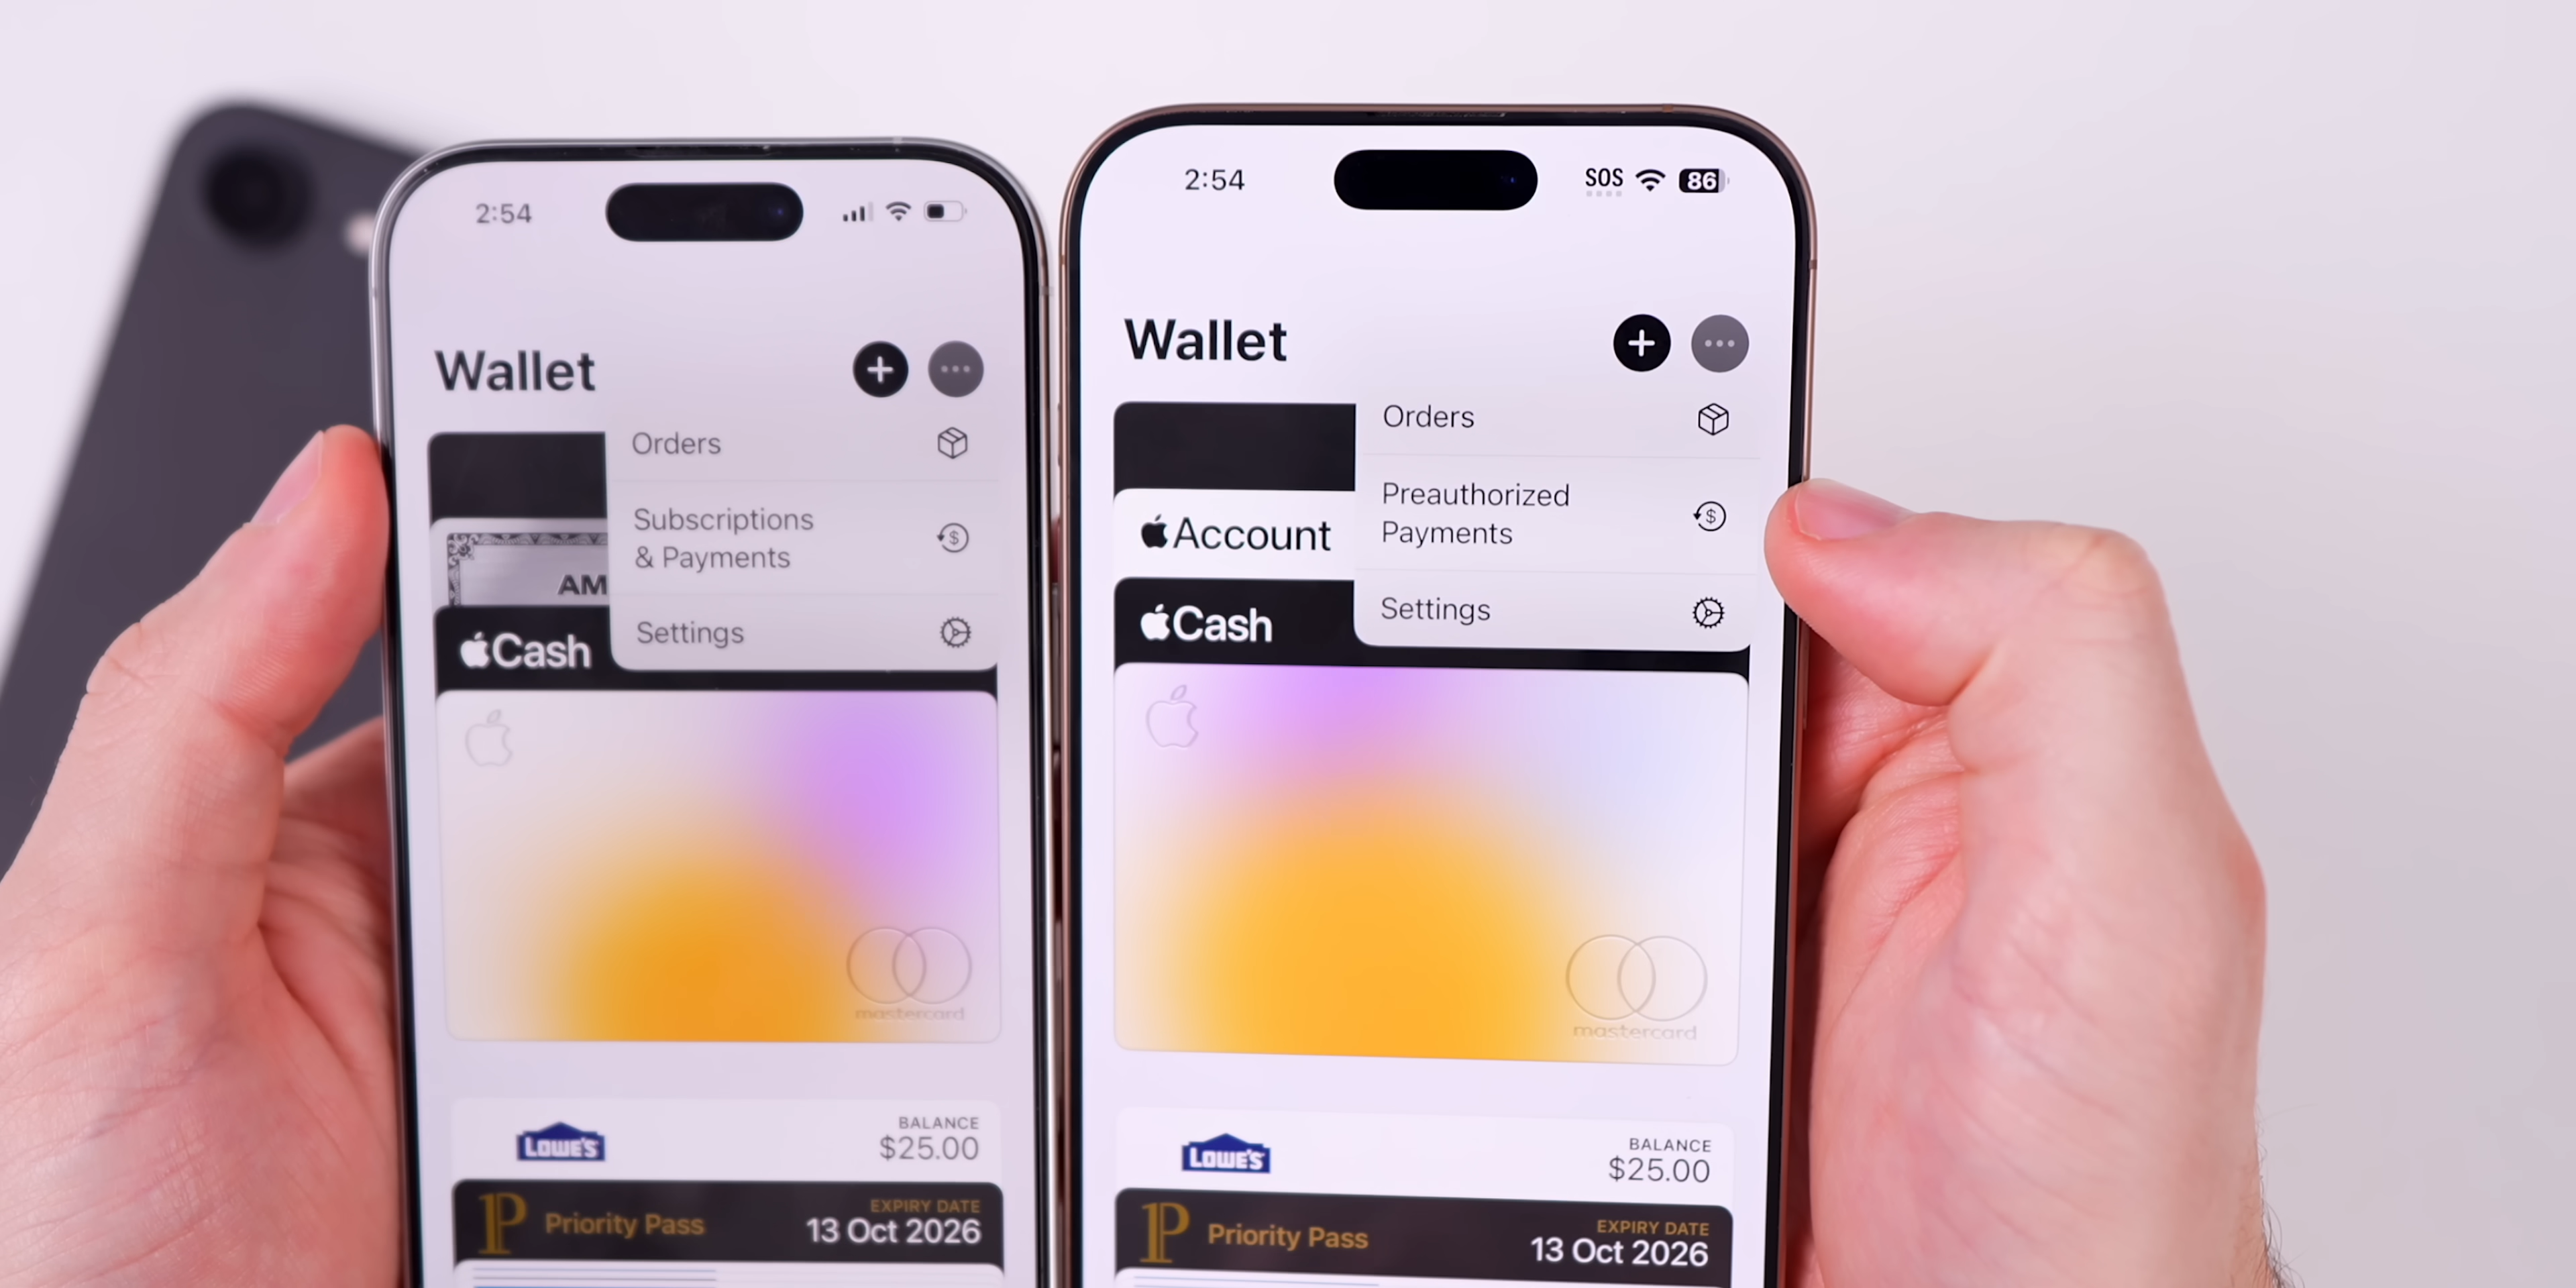 2:54
Wallet
Orders
Subscriptions
& Payments
AM
Settings
Cash
mastercard
LOWE'S
BALANCE
$25.00
P
Priority Pass
EXPIRY DATE
13 Oct 2026
2:54
SOS
86
Wallet
Orders
Preauthorized
Payments
Account
Settings
Cash
mastercard
LOWE'S
BALANCE
$25.00
P
Priority Pass
EXPIRY DATE
13 Oct 2026